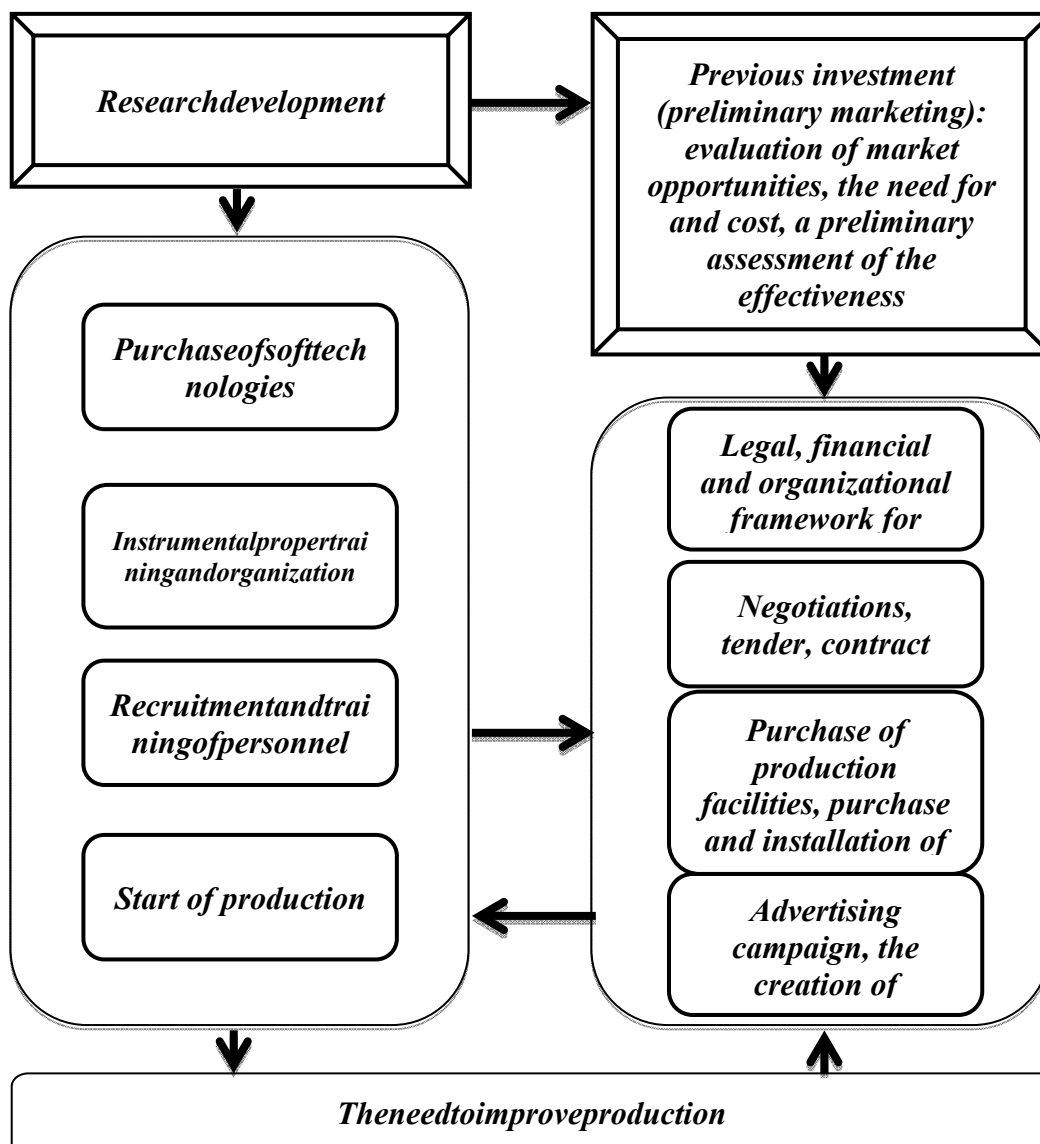 Researchdevelopment
Previous investment
(preliminary marketing):
evaluation of market
opportunities, the need for
and cost, a preliminary
assessment of the
effectiveness
Purchaseofsofttech
nologies
Instrumentalpropertrai
ningandorganization
Recruitmentandtrai
ningofpersonnel
Start of production
Legal, financial
and organizational
framework for
Negotiations,
tender, contract
Purchase of
production
facilities, purchase
and installation of
Advertising
campaign, the
creation of
Theneedtoimproveproduction